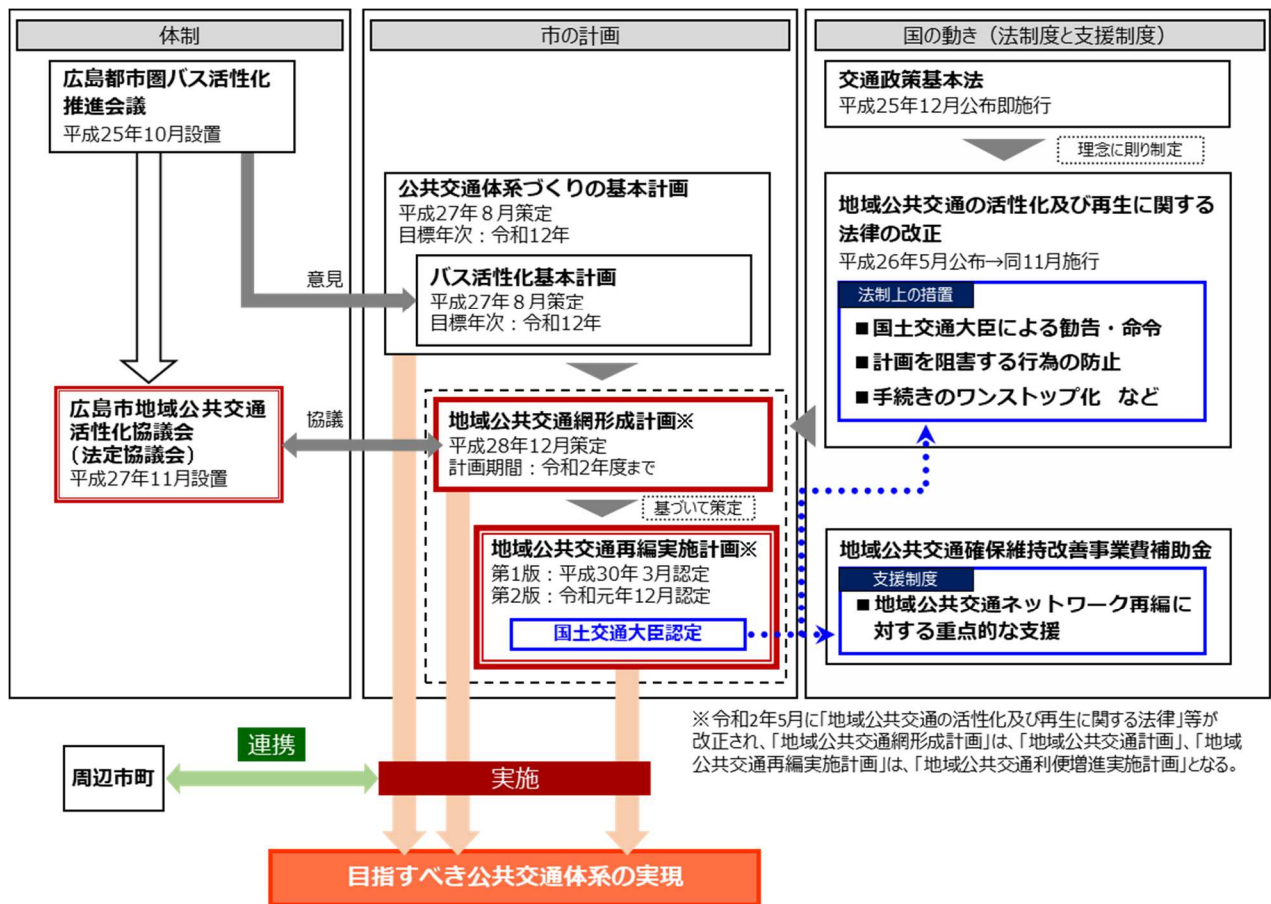 体制
広島都市圏バス活性化
推進会議
平成25年10月設置
意見
広島市地域公共交通
活性化協議会
(法定協議会)
平成27年11月設置
協議
市の計画
公共交通体系づくりの基本計画
平成27年８月策定
目標年次：令和12年
バス活性化基本計画
平成27年８月策定
目標年次：令和12年
地域公共交通網形成計画※
平成28年12月策定
計画期間：令和2年度まで
基づいて策定
地域公共交通再編実施計画※
第1版：平成30年3月認定
第2版：令和元年12月認定
国土交通大臣認定
国の動き（法制度と支援制度）
交通政策基本法
平成25年12月公布即施行
理念に則り制定
地域公共交通の活性化及び再生に関する
法律の改正
平成26年5月公布→同11月施行
法制上の措置
■国土交通大臣による勧告・命令
■計画を阻害する行為の防止
■手続きのワンストップ化　など
地域公共交通確保維持改善事業費補助金
支援制度
■地域公共交通ネットワーク再編に
対する重点的な支援
※令和2年5月に「地域公共交通の活性化及び再生に関する法律」等が
改正され、「地域公共交通網形成計画」は、「地域公共交通計画」、「地域
公共交通再編実施計画」は、「地域公共交通利便増進実施計画」となる。
周辺市町
連携
実施
目指すべき公共交通体系の実現